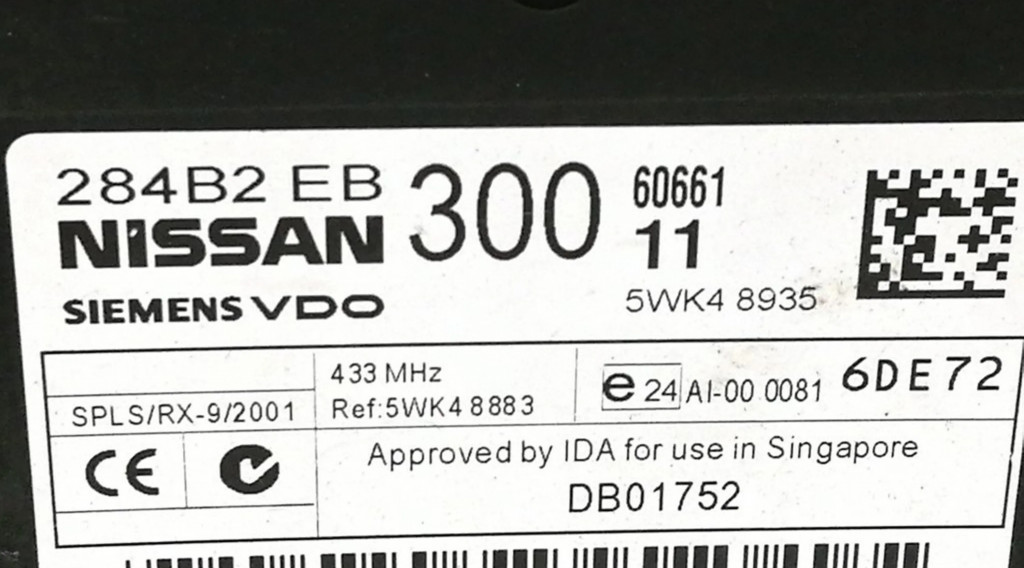 284B2 EB 300 60661
NISSAN 11
SIEMENS VDO 5WK4 8935
433 MHz
SPLS/RX-9/2001 Ref:5WK4 8883
e 24 AI-00 0081 6DE72
CE
Approved by IDA for use in Singapore
DB01752